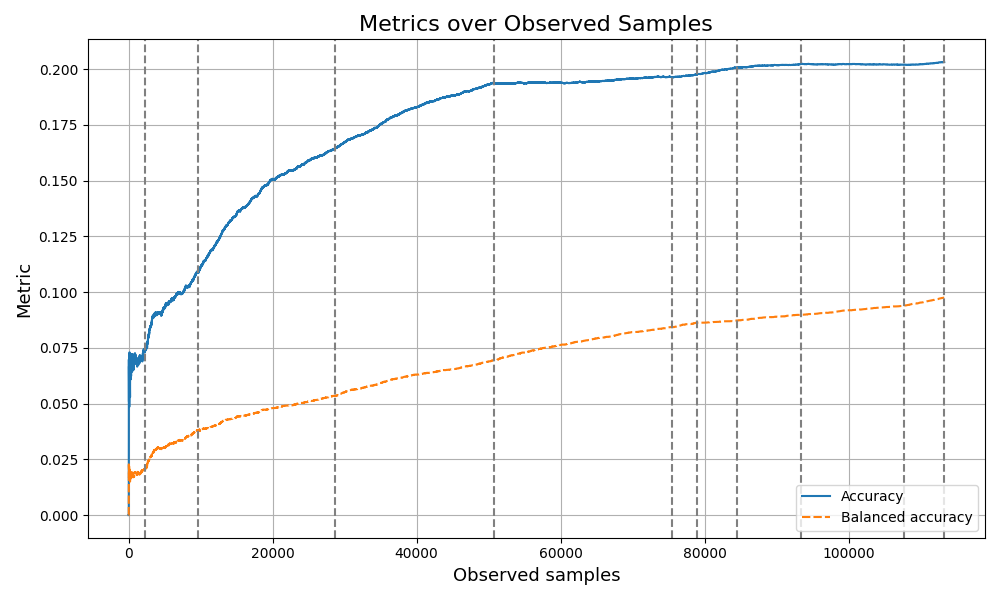 Metrics over Observed Samples
Metric
0.200
0.175
0.150
0.125
0.100
0.075
0.050
0.025
0.000
Accuracy
Balanced accuracy
0 20000 40000 60000 80000 100000
Observed samples